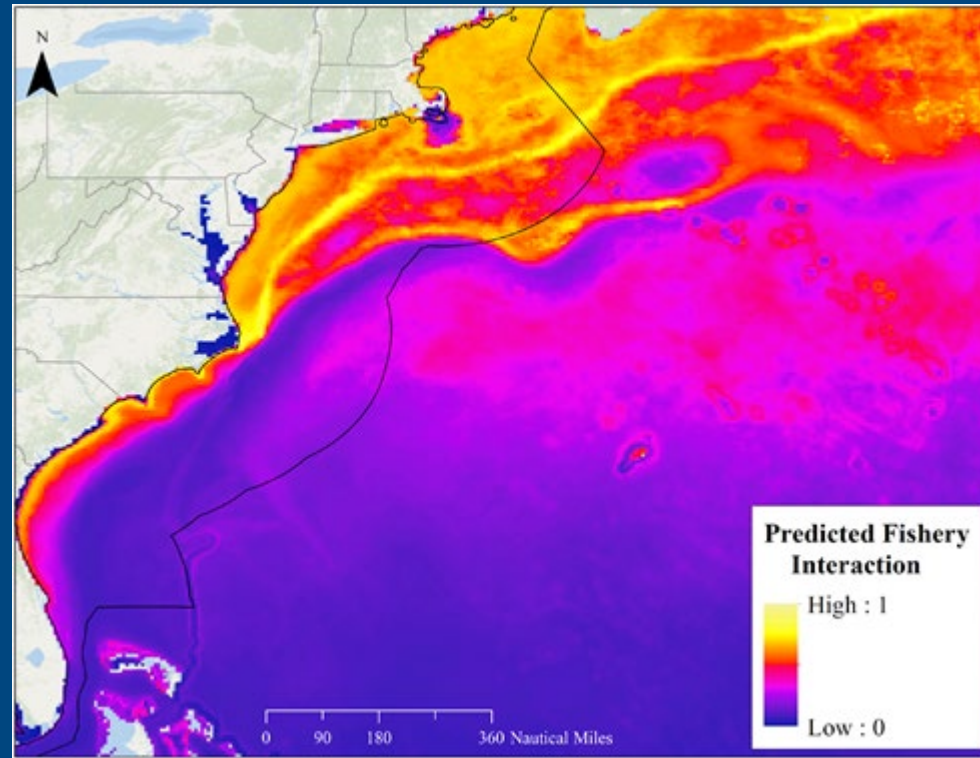 N
Predicted Fishery
Interaction
High : 1
Low : 0
0 90 180 360 Nautical Miles